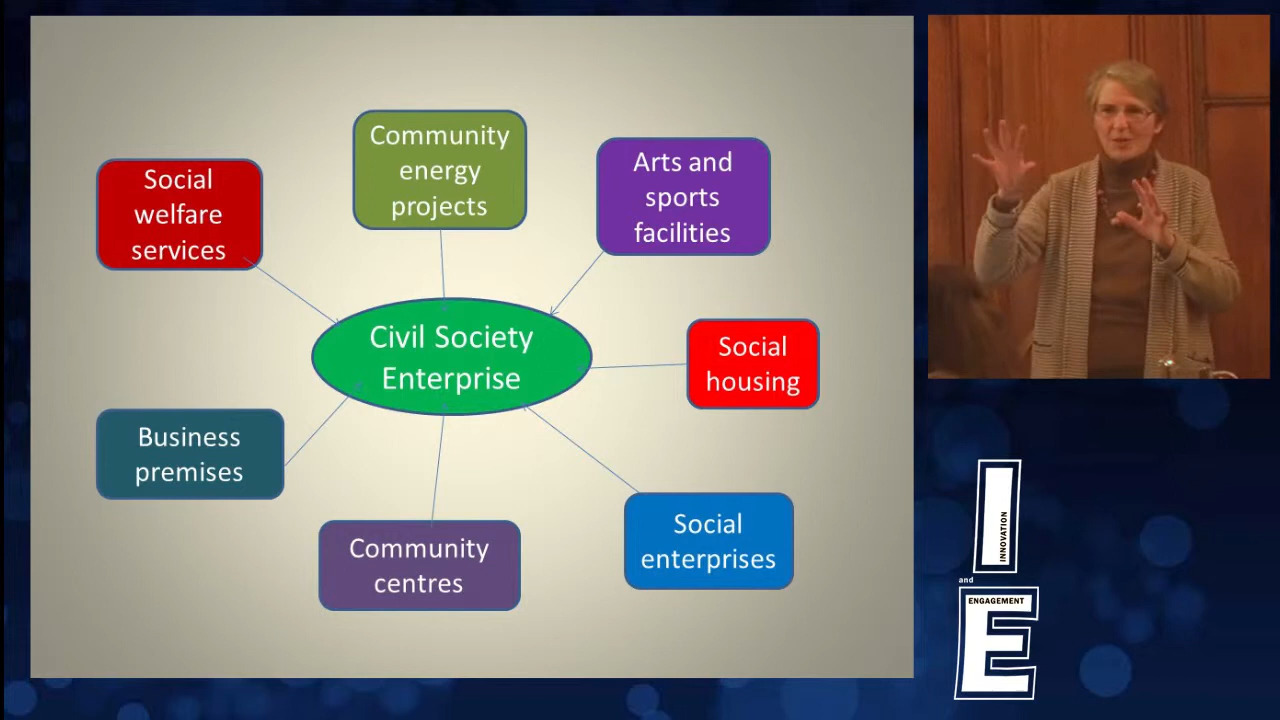 Community
energy
projects
Arts and
sports
facilities
Social
welfare
services
Civil Society
Enterprise
Social
housing
Business
premises
Community
centres
Social
enterprises
I
INNOVATION
and
ENGAGEMENT
E